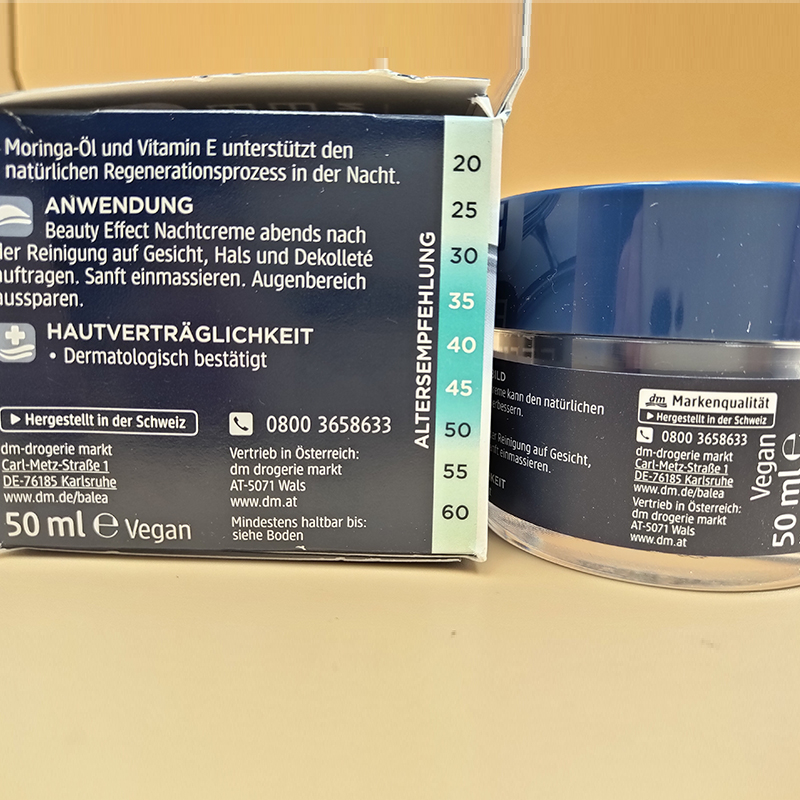 Moringa-Öl und Vitamin E unterstützt den
natürlichen Regenerationsprozess in der Nacht.
ANWENDUNG
Beauty Effect Nachtcreme abends nach
der Reinigung auf Gesicht, Hals und Dekolleté
auftragen. Sanft einmassieren. Augenbereich
aussparen.
HAUTVERTRÄGLICHKEIT
• Dermatologisch bestätigt
Hergestellt in der Schweiz
0800 3658633
dm-drogerie markt
Carl-Metz-Straße 1
DE-76185 Karlsruhe
www.dm.de/balea
50 ml ℮ Vegan
Vertrieb in Österreich:
dm drogerie markt
AT-5071 Wals
www.dm.at
Mindestens haltbar bis:
siehe Boden
ALTERSEMPFEHLUNG
20
25
30
35
40
45
50
55
60
kann den natürlichen
Reinigung auf Gesicht,
einmassieren.
dm Markenqualität
Hergestellt in der Schweiz
0800 3658633
dm-drogerie markt
Carl-Metz-Straße 1
DE-76185 Karlsruhe
www.dm.de/balea
Vertrieb in Österreich:
dm drogerie markt
AT-5071 Wals
www.dm.at
Vegan
50 ml ℮